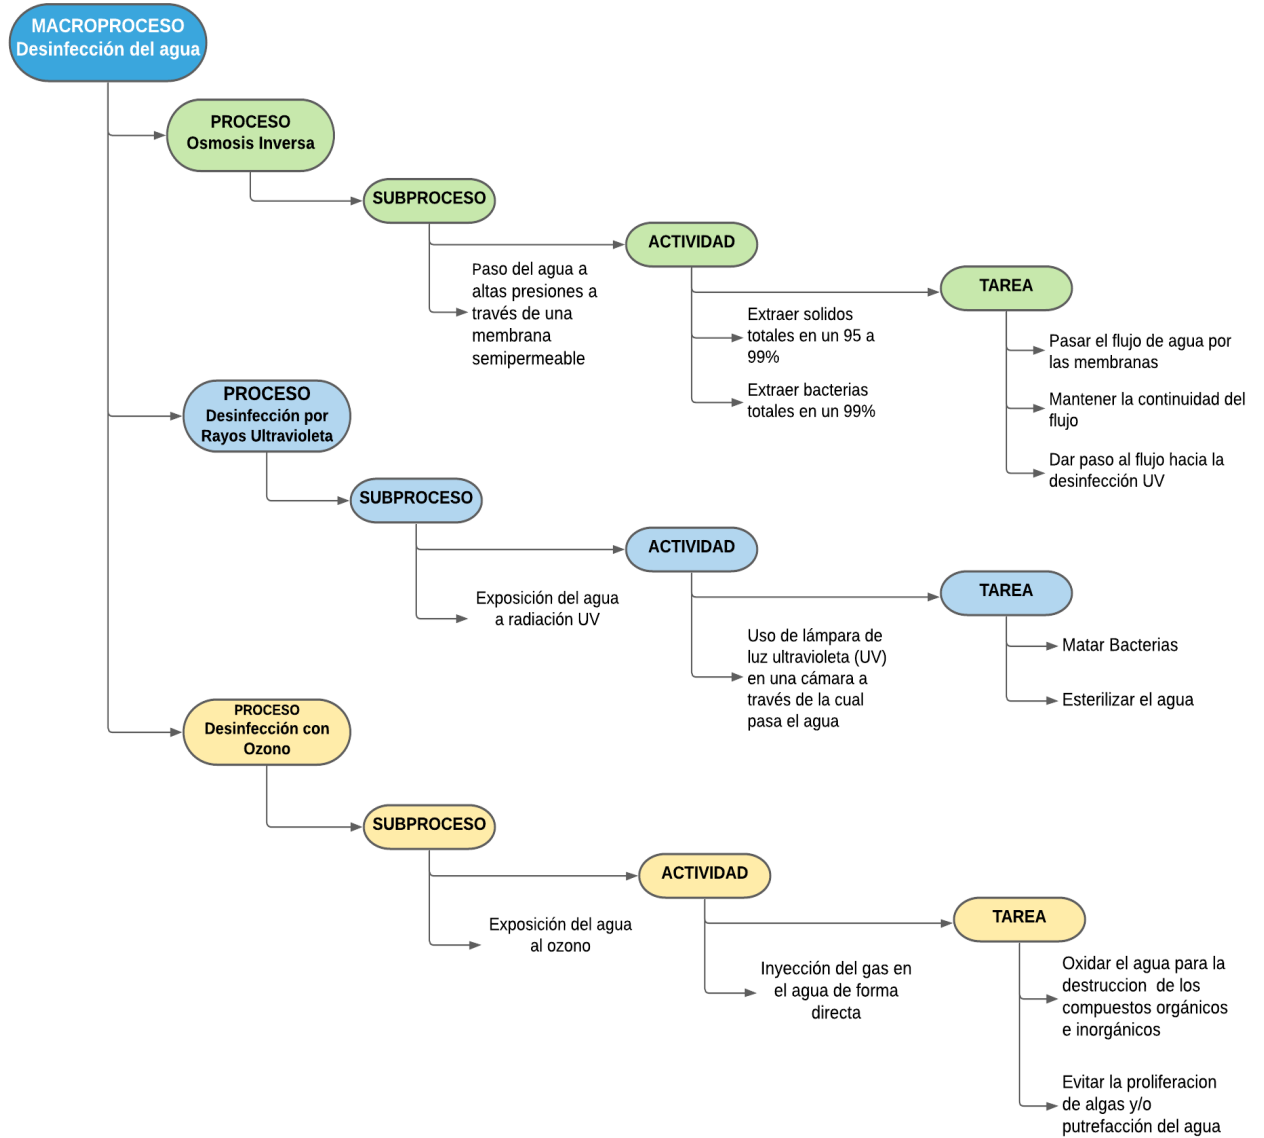 MACROPROCESO
Desinfección del agua
PROCESO
Osmosis Inversa
SUBPROCESO
Paso del agua a
altas presiones a
través de una
membrana
semipermeable
ACTIVIDAD
Extraer solidos
totales en un 95 a
99%
Extraer bacterias
totales en un 99%
TAREA
Pasar el flujo de agua por
las membranas
Mantener la continuidad del
flujo
Dar paso al flujo hacia la
desinfección UV
PROCESO
Desinfección por
Rayos Ultravioleta
SUBPROCESO
Exposición del agua
a radiación UV
ACTIVIDAD
Uso de lámpara de
luz ultravioleta (UV)
en una cámara a
través de la cual
pasa el agua
TAREA
Matar Bacterias
Esterilizar el agua
PROCESO
Desinfección con
Ozono
SUBPROCESO
Exposición del agua
al ozono
ACTIVIDAD
Inyección del gas en
el agua de forma
directa
TAREA
Oxidar el agua para la
destruccion  de los
compuestos orgánicos
e inorgánicos
Evitar la proliferacion
de algas y/o
putrefacción del agua